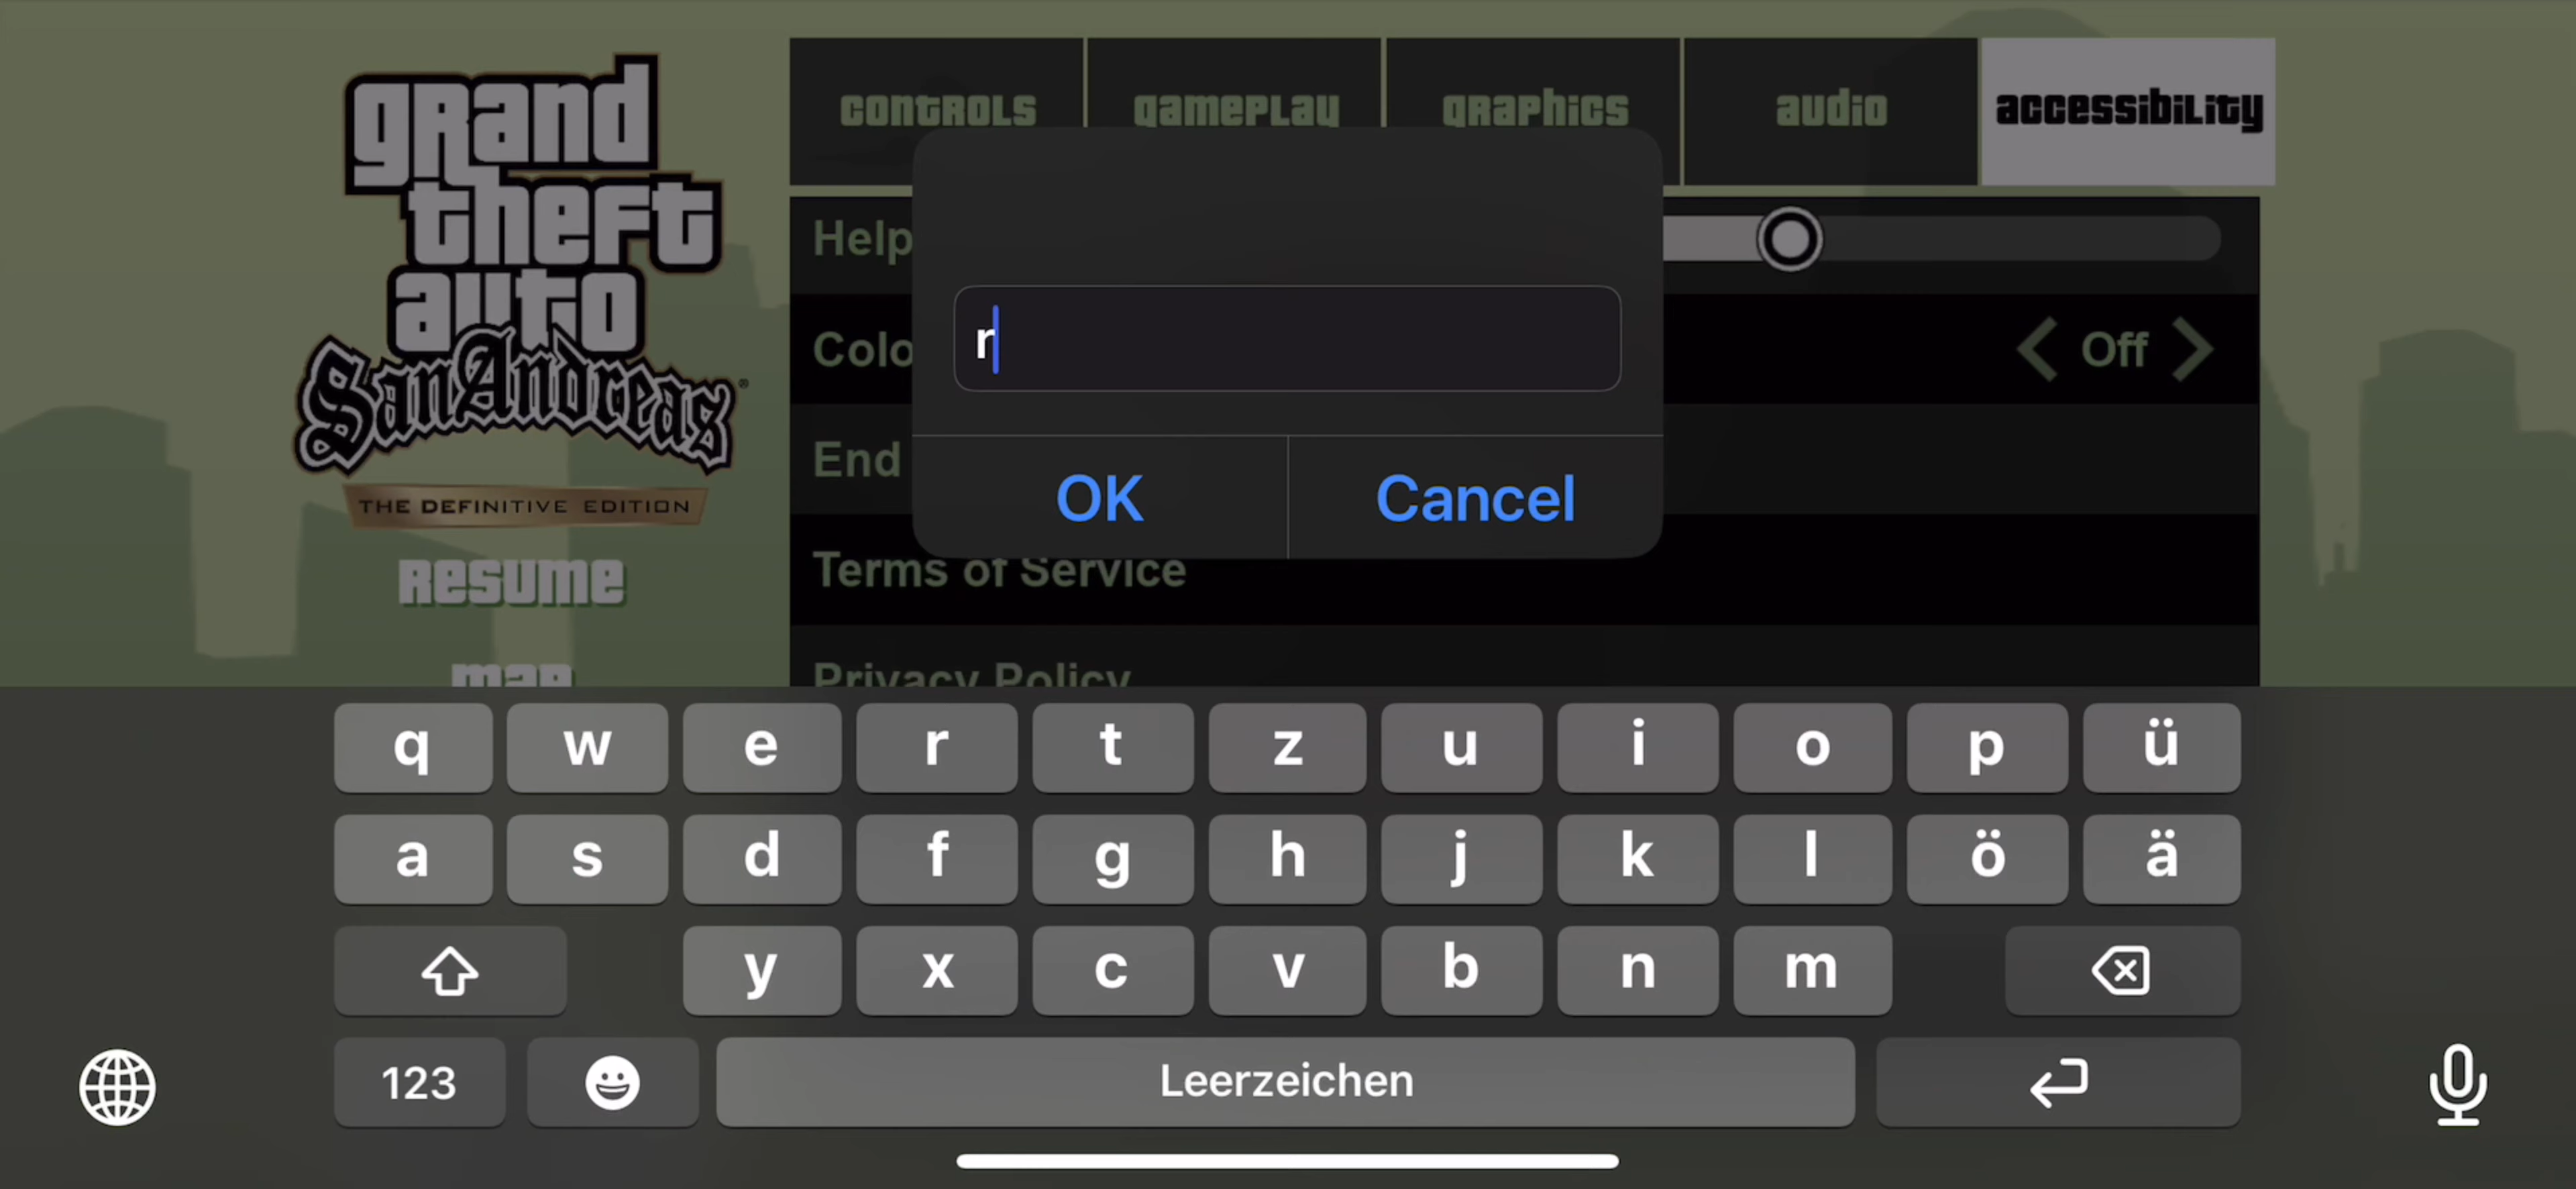 grand
theft
auto
San Andreas
THE DEFINITIVE EDITION
RESUME
map
controls
gameplay
graphics
audio
accessibility
Help
Colo
Off
End
Terms of Service
Privacy Policy
r
OK
Cancel
q w e r t z u i o p ü
a s d f g h j k l ö ä
y x c v b n m
123
Leerzeichen